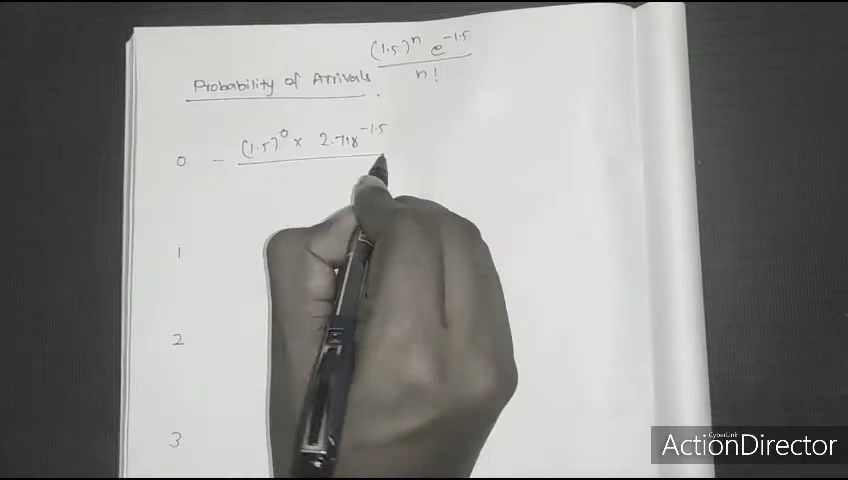 (1.5)^n e^-1.5
n!
Probability of Arrivals.
0 - (1.5)^0 x 2.718^-1.5
1
2
3
CyberLink
ActionDirector